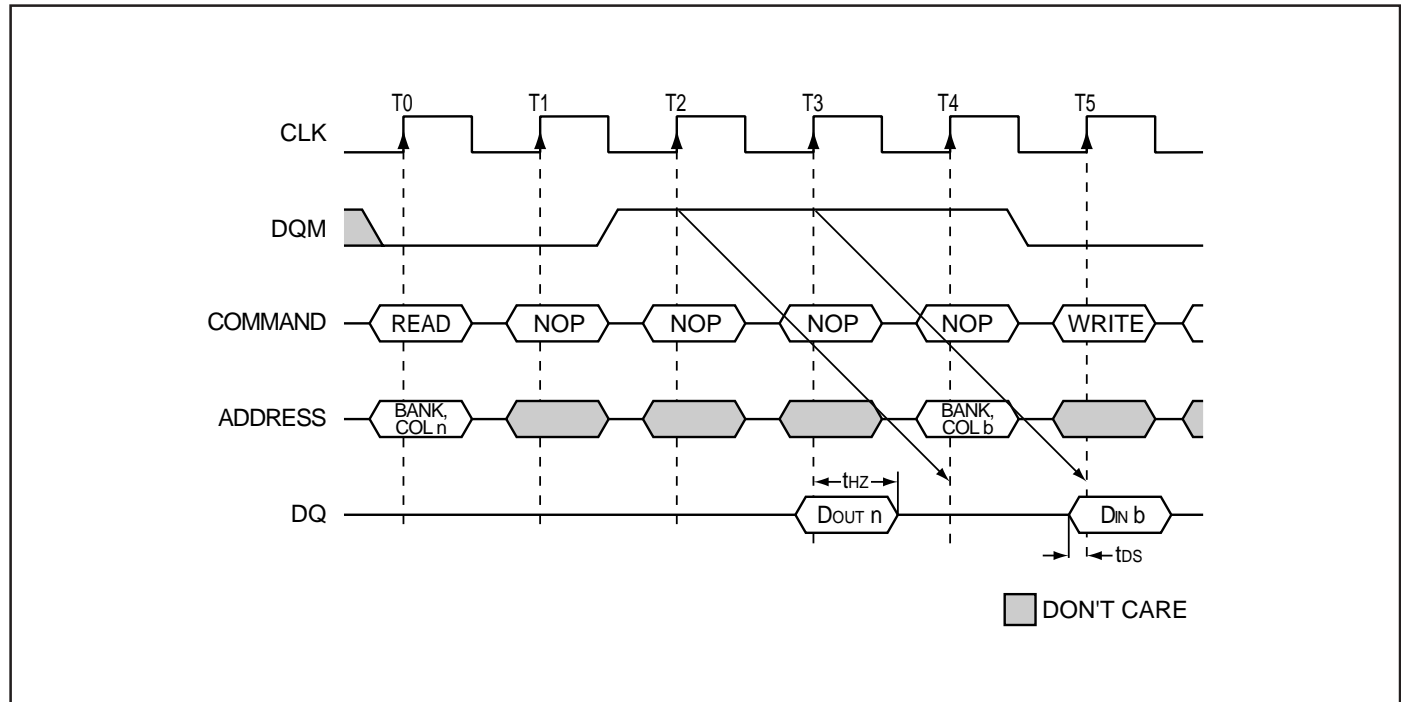 T0 T1 T2 T3 T4 T5
CLK
DQM
COMMAND READ NOP NOP NOP NOP WRITE
ADDRESS BANK, COL n BANK, COL b
tHZ
DQ DOUT n DIN b
tDS
DON'T CARE